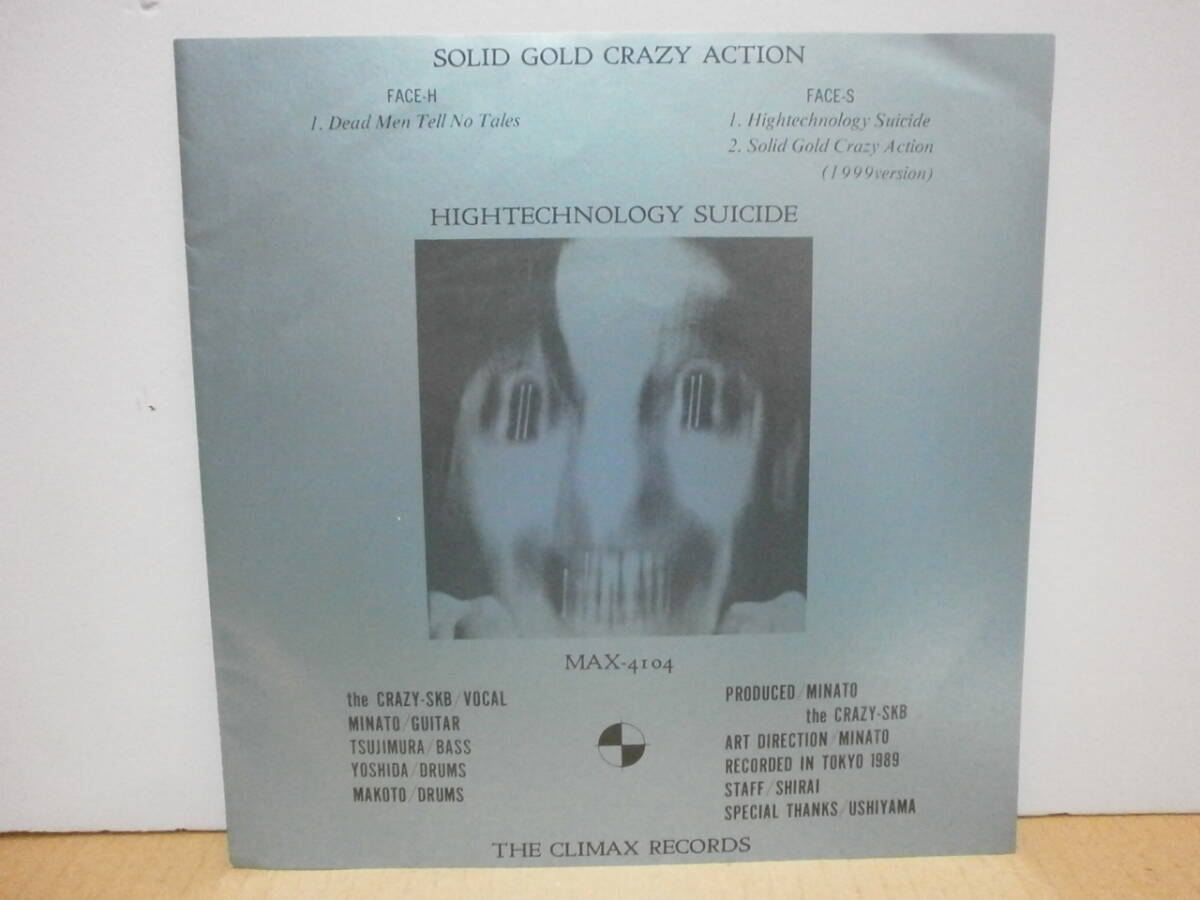 SOLID GOLD CRAZY ACTION
FACE-H
1. Dead Men Tell No Tales
FACE-S
1. Hightechnology Suicide
2. Solid Gold Crazy Action
(1999version)
HIGHTECHNOLOGY SUICIDE
MAX-4104
the CRAZY-SKB/VOCAL
MINATO/GUITAR
TSUJIMURA/BASS
YOSHIDA/DRUMS
MAKOTO/DRUMS
PRODUCED/MINATO
the CRAZY-SKB
ART DIRECTION/MINATO
RECORDED IN TOKYO 1989
STAFF/SHIRAI
SPECIAL THANKS/USHIYAMA
THE CLIMAX RECORDS